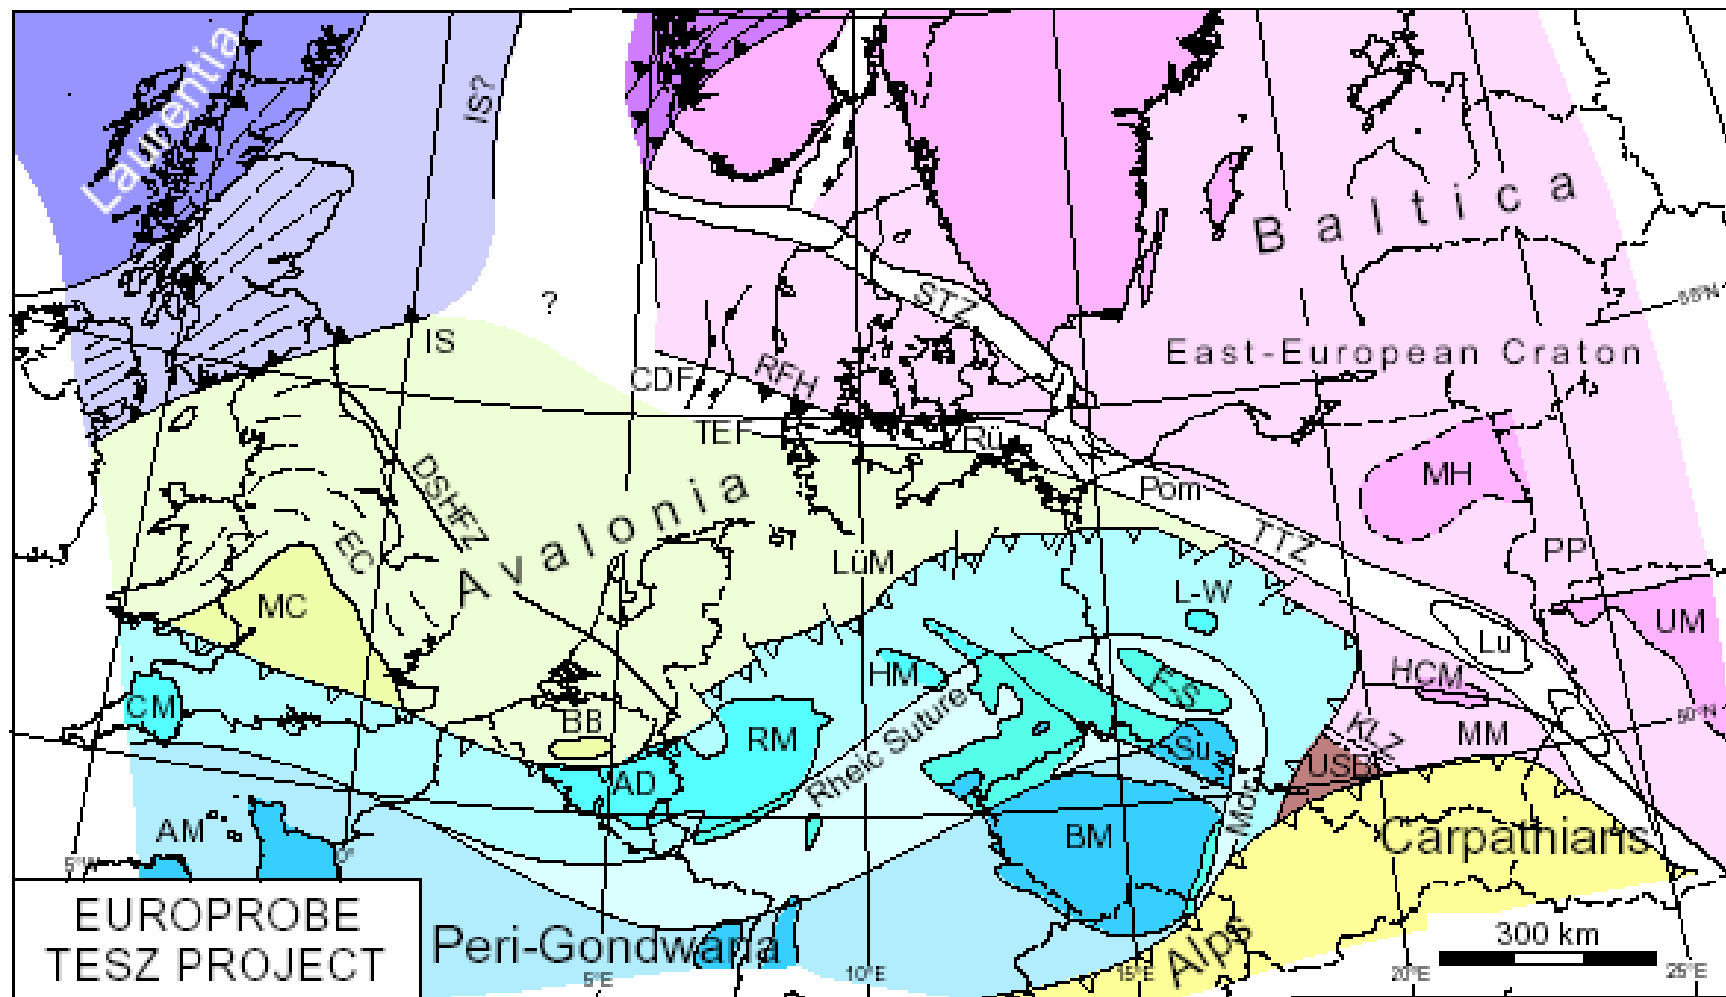 Laurentia
IS?
Baltica
?
STZ
55°N
IS
East-European Craton
CDF
RFH
TEF
Rü
DSHFZ
Avalonia
MH
Pom
EC
TTZ
PP
LüM
MC
L-W
UM
Lu
HM
F-S
HCM
CM
BB
RM
Rheic Suture
Su
KLZ
MM
50°N
AD
USB
Mor
AM
BM
Carpathians
5°W
0°
EUROPROBE
TESZ PROJECT
Peri-Gondwana
Alps
300 km
5°E
10°E
15°E
20°E
25°E